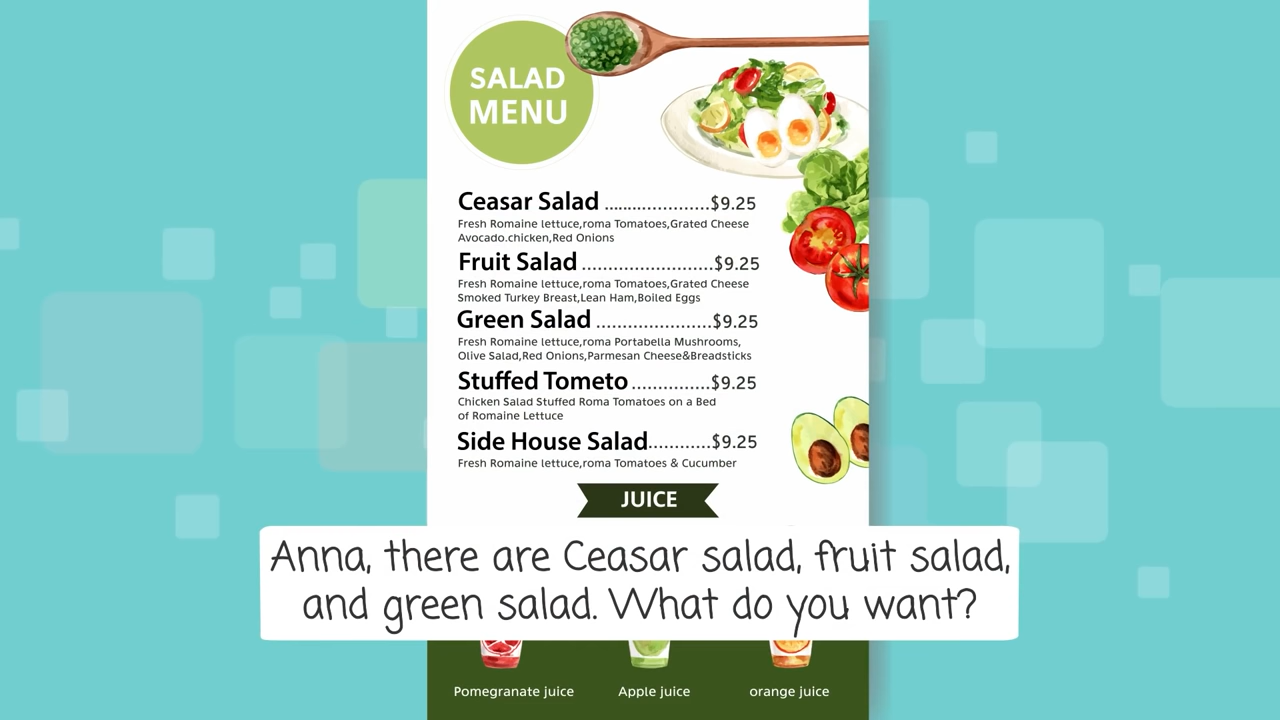 SALAD
MENU
Ceasar Salad .......................$9.25
Fresh Romaine lettuce,roma Tomatoes,Grated Cheese
Avocado.chicken,Red Onions
Fruit Salad .........................$9.25
Fresh Romaine lettuce,roma Tomatoes,Grated Cheese
Smoked Turkey Breast,Lean Ham,Boiled Eggs
Green Salad ......................$9.25
Fresh Romaine lettuce,roma Portabella Mushrooms,
Olive Salad,Red Onions,Parmesan Cheese&Breadsticks
Stuffed Tometo ...............$9.25
Chicken Salad Stuffed Roma Tomatoes on a Bed
of Romaine Lettuce
Side House Salad............$9.25
Fresh Romaine lettuce,roma Tomatoes & Cucumber
JUICE
Anna, there are Ceasar salad, fruit salad,
and green salad. What do you want?
Pomegranate juice Apple juice orange juice